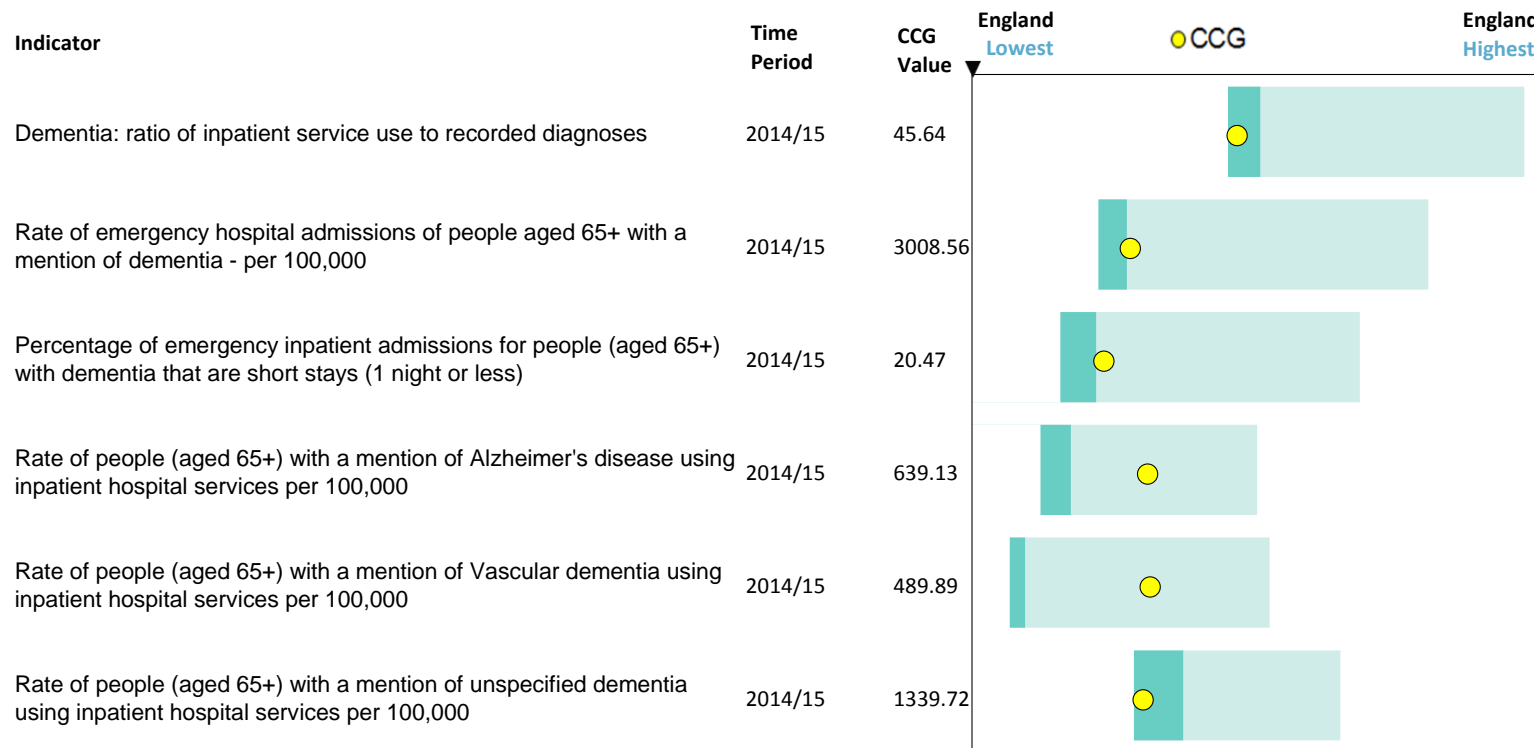 Indicator
Time Period
CCG Value
England Lowest
CCG
England Highest
Dementia: ratio of inpatient service use to recorded diagnoses
2014/15
45.64
Rate of emergency hospital admissions of people aged 65+ with a
mention of dementia - per 100,000
2014/15
3008.56
Percentage of emergency inpatient admissions for people (aged 65+)
with dementia that are short stays (1 night or less)
2014/15
20.47
Rate of people (aged 65+) with a mention of Alzheimer's disease using
inpatient hospital services per 100,000
2014/15
639.13
Rate of people (aged 65+) with a mention of Vascular dementia using
inpatient hospital services per 100,000
2014/15
489.89
Rate of people (aged 65+) with a mention of unspecified dementia
using inpatient hospital services per 100,000
2014/15
1339.72